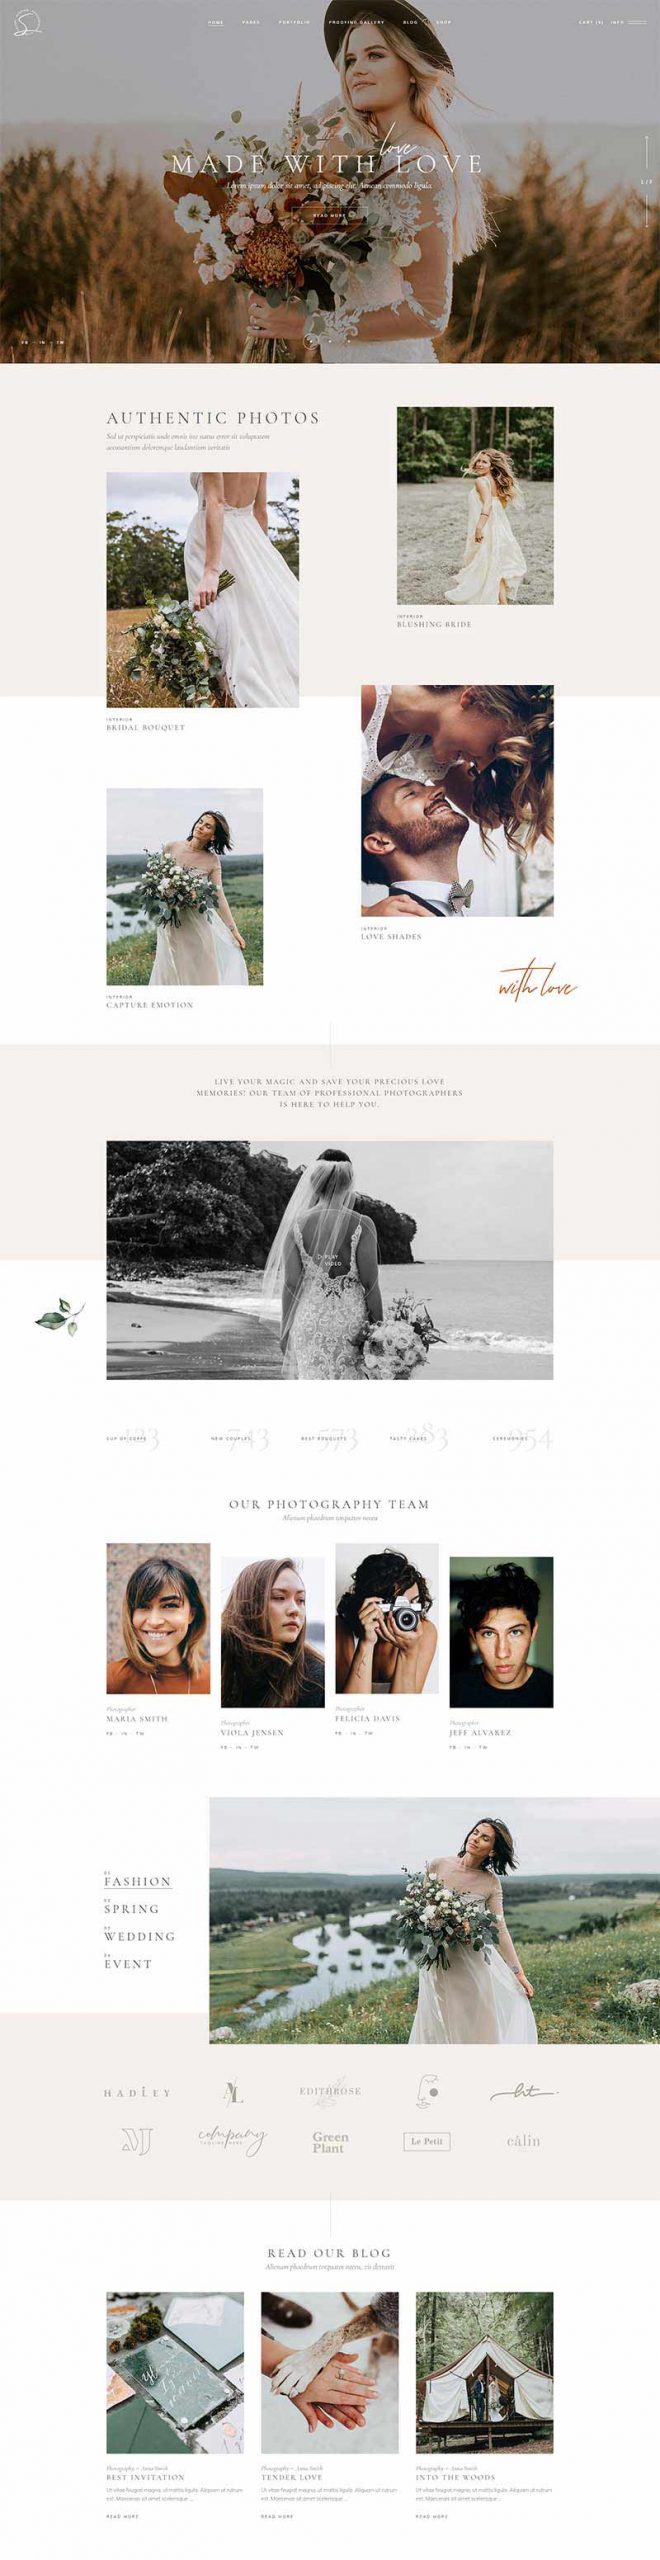 HOME PAGES PORTFOLIO PROOFING GALLERY BLOG SHOP
CART (0) INFO
love
MADE WITH LOVE
Lorem ipsum dolor sit amet, adipiscing elit. Aenean commodo ligula.
READ MORE
1/3
FB – IN – TW
AUTHENTIC PHOTOS
Sed ut perspiciatis unde omnis iste natus error sit voluptatem
accusantium doloremque laudantium veritatis
INTERIOR
BLUSHING BRIDE
INTERIOR
BRIDAL BOUQUET
INTERIOR
LOVE SHADES
INTERIOR
CAPTURE EMOTION
with love
LIVE YOUR MAGIC AND SAVE YOUR PRECIOUS LOVE
MEMORIES! OUR TEAM OF PROFESSIONAL PHOTOGRAPHERS
IS HERE TO HELP YOU.
PLAY
VIDEO
CUP OF COFFE 123
NEW COUPLES 743
BEST BOUQUETS 573
TASTY CAKES 283
CEREMONIES 954
OUR PHOTOGRAPHY TEAM
Alienum phaedrum torquatos neceu
Photographer
MARIA SMITH
FB - IN - TW
Photographer
VIOLA JENSEN
FB - IN - TW
Photographer
FELICIA DAVIS
FB - IN - TW
Photographer
JEFF ALVAREZ
FB - IN - TW
01
FASHION
02
SPRING
03
WEDDING
04
EVENT
HADLEY
AL
EDITHROSE
ht
MJ
company
TAGLINE HERE
Green
Plant
Le Petit
câlin
READ OUR BLOG
Alienum phaedrum torquatos neceu, vis detraxit
Photography – Anna Smith
BEST INVITATION
Ut vitae feugiat magna, ut mattis ligula. Aliquam ut rutrum
est. Maecenas sit amet scelerisque ...
READ MORE
Photography – Anna Smith
TENDER LOVE
Ut vitae feugiat magna, ut mattis ligula. Aliquam ut rutrum
est. Maecenas sit amet scelerisque ...
READ MORE
Photography – Anna Smith
INTO THE WOODS
Ut vitae feugiat magna, ut mattis ligula. Aliquam ut rutrum
est. Maecenas sit amet scelerisque ...
READ MORE